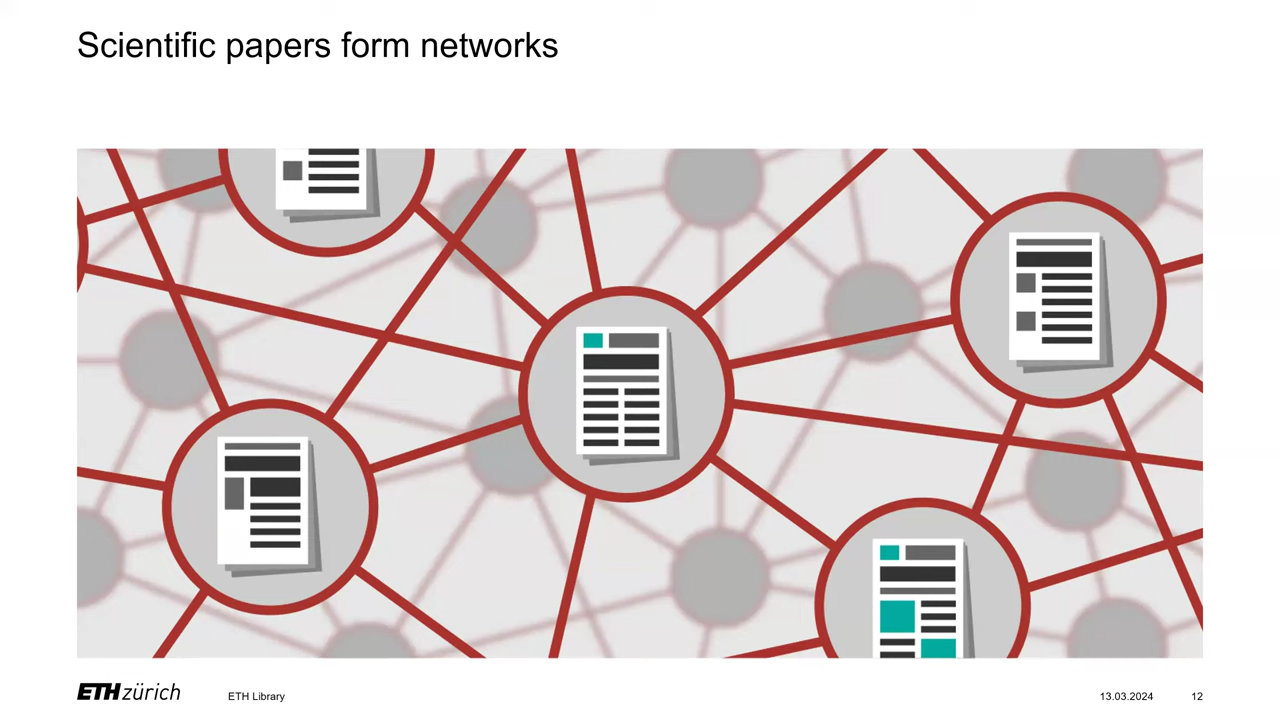 Scientific papers form networks
ETH zürich
ETH Library
13.03.2024
12